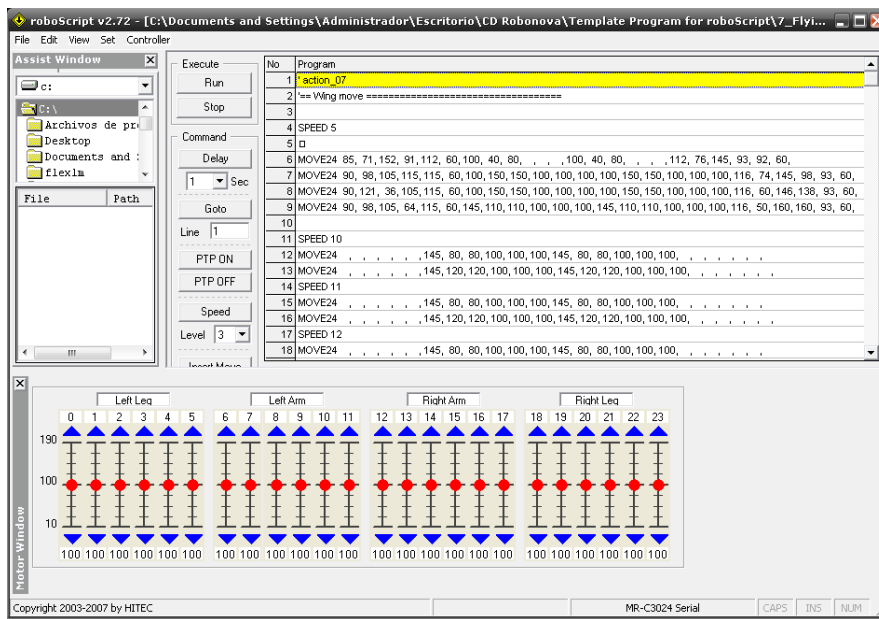 roboScript v2.72 - [C:\Documents and Settings\Administrador\Escritorio\CD Robonova\Template Program for roboScript\7_Flyi...
File Edit View Set Controller
Assist Window
c:
C:\
Archivos de pr
Desktop
Documents and
flexlm
File Path
Execute
Run
Stop
Command
Delay
1 Sec
Goto
Line 1
PTP ON
PTP OFF
Speed
Level 3
Insert Move
No Program
1 ' action_07
2 '== Wing move ==================================
3
4 SPEED 5
5 □
6 MOVE24 85, 71,152, 91,112, 60,100, 40, 80, , , ,100, 40, 80, , , ,112, 76,145, 93, 92, 60,
7 MOVE24 90, 98,105,115,115, 60,100,150,150,100,100,100,100,150,150,100,100,100,116, 74,145, 98, 93, 60,
8 MOVE24 90,121, 36,105,115, 60,100,150,150,100,100,100,100,150,150,100,100,100,116, 60,146,138, 93, 60,
9 MOVE24 90, 98,105, 64,115, 60,145,110,110,100,100,100,145,110,110,100,100,100,116, 50,160,160, 93, 60,
10
11 SPEED 10
12 MOVE24 , , , , , ,145, 80, 80,100,100,100,145, 80, 80,100,100,100, , , , , , ,
13 MOVE24 , , , , , ,145,120,120,100,100,100,145,120,120,100,100,100, , , , , , ,
14 SPEED 11
15 MOVE24 , , , , , ,145, 80, 80,100,100,100,145, 80, 80,100,100,100, , , , , , ,
16 MOVE24 , , , , , ,145,120,120,100,100,100,145,120,120,100,100,100, , , , , , ,
17 SPEED 12
18 MOVE24 , , , , , ,145, 80, 80,100,100,100,145, 80, 80,100,100,100, , , , , , ,
Motor Window
Left Leg Left Arm Right Arm Right Leg
0 1 2 3 4 5 6 7 8 9 10 11 12 13 14 15 16 17 18 19 20 21 22 23
190
100
10
100 100 100 100 100 100 100 100 100 100 100 100 100 100 100 100 100 100 100 100 100 100 100 100
Copyright 2003-2007 by HITEC MR-C3024 Serial CAPS INS NUM